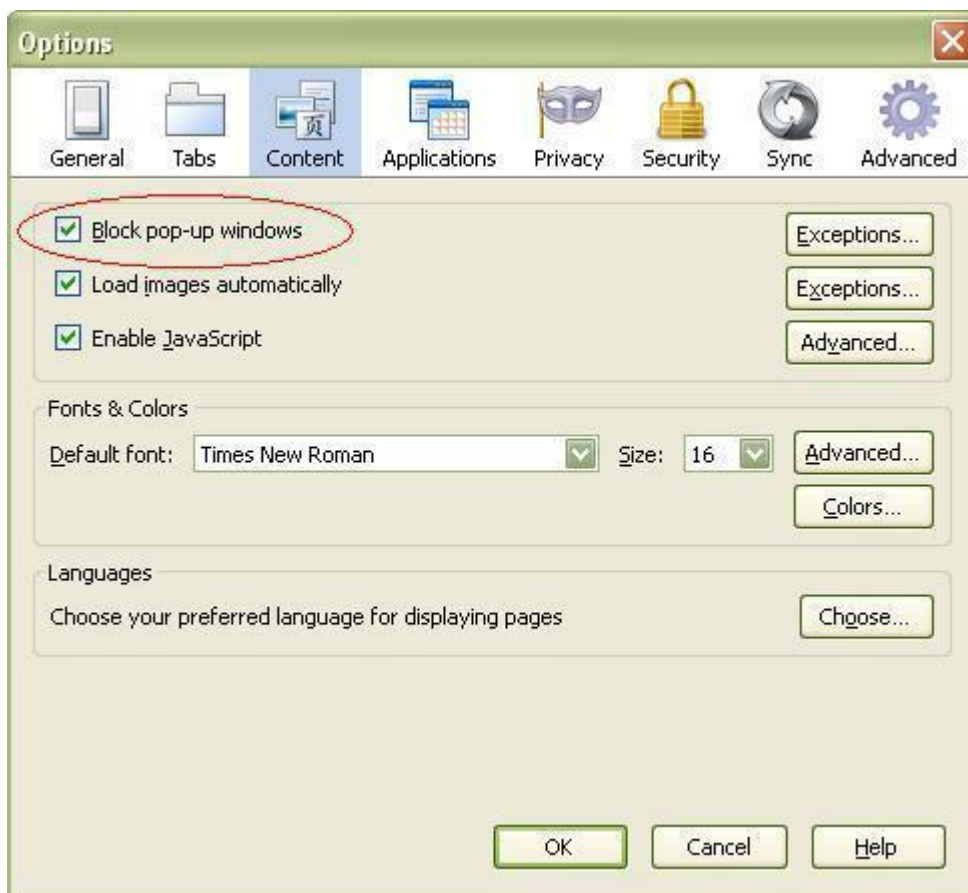 Options
General Tabs Content Applications Privacy Security Sync Advanced
页
Block pop-up windows Exceptions...
Load images automatically Exceptions...
Enable JavaScript Advanced...
Fonts & Colors
Default font: Times New Roman Size: 16 Advanced...
Colors...
Languages
Choose your preferred language for displaying pages Choose...
OK Cancel Help